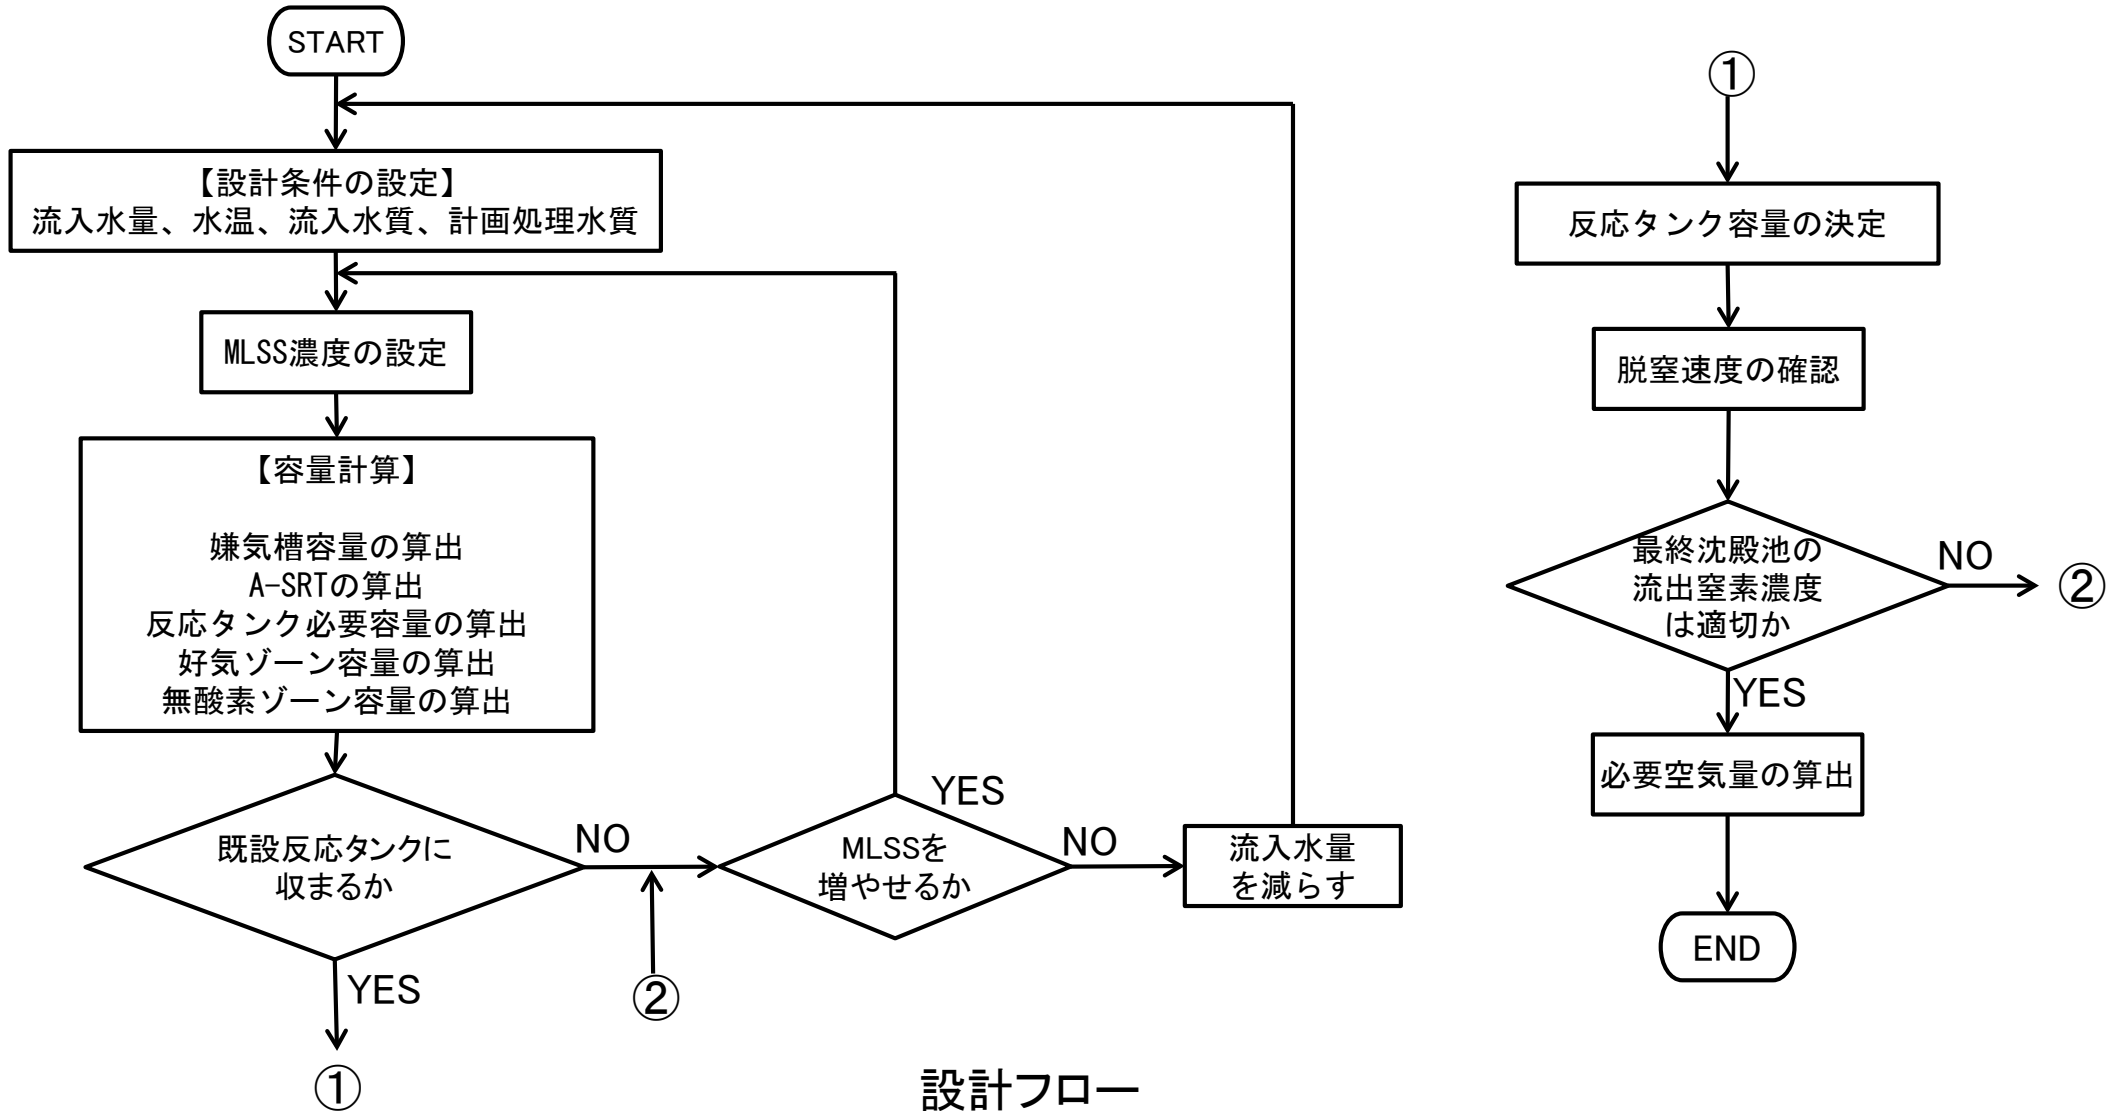 START
【設計条件の設定】
流入水量、水温、流入水質、計画処理水質
MLSS濃度の設定
【容量計算】
嫌気槽容量の算出
A-SRTの算出
反応タンク必要容量の算出
好気ゾーン容量の算出
無酸素ゾーン容量の算出
既設反応タンクに
収まるか
NO
YES
①
②
MLSSを
増やせるか
YES
NO
流入水量
を減らす
①
反応タンク容量の決定
脱窒速度の確認
最終沈殿池の
流出窒素濃度
は適切か
NO
②
YES
必要空気量の算出
END
設計フロー